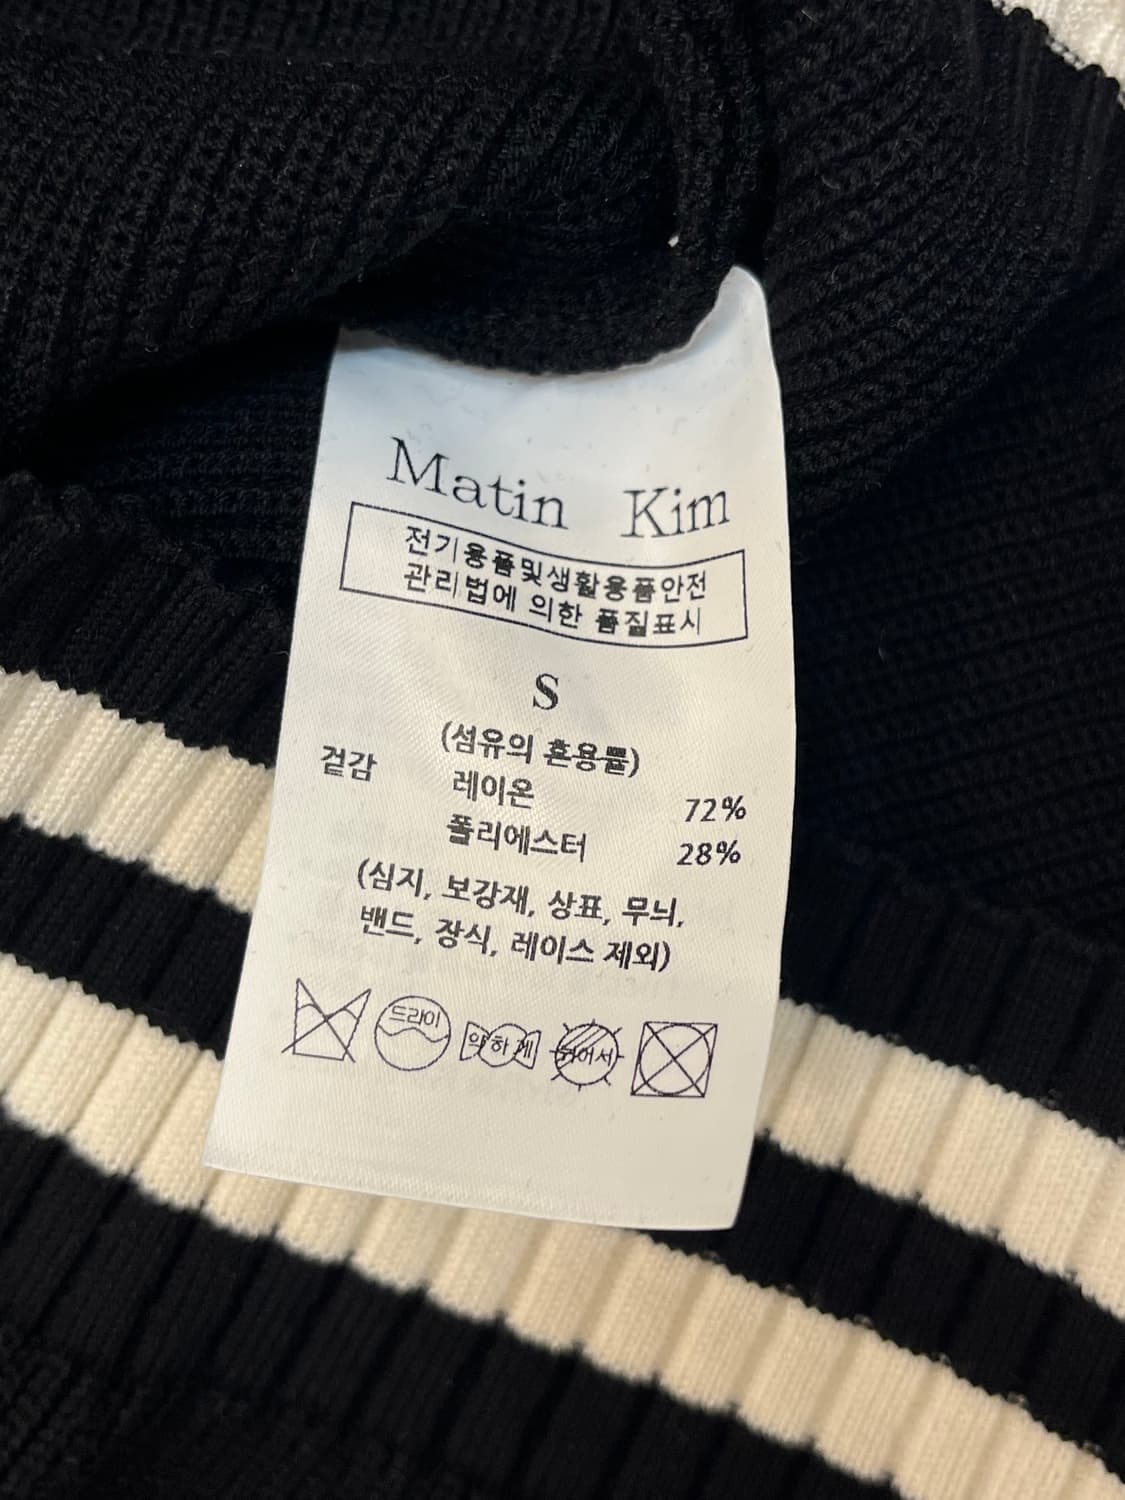 Matin Kim
전기용품및생활용품안전
관리법에 의한 품질표시
S
(섬유의 혼용률)
겉감 레이온 72%
폴리에스터 28%
(심지, 보강재, 상표, 무늬,
밴드, 장식, 레이스 제외)
드라이 약하게 뉘어서